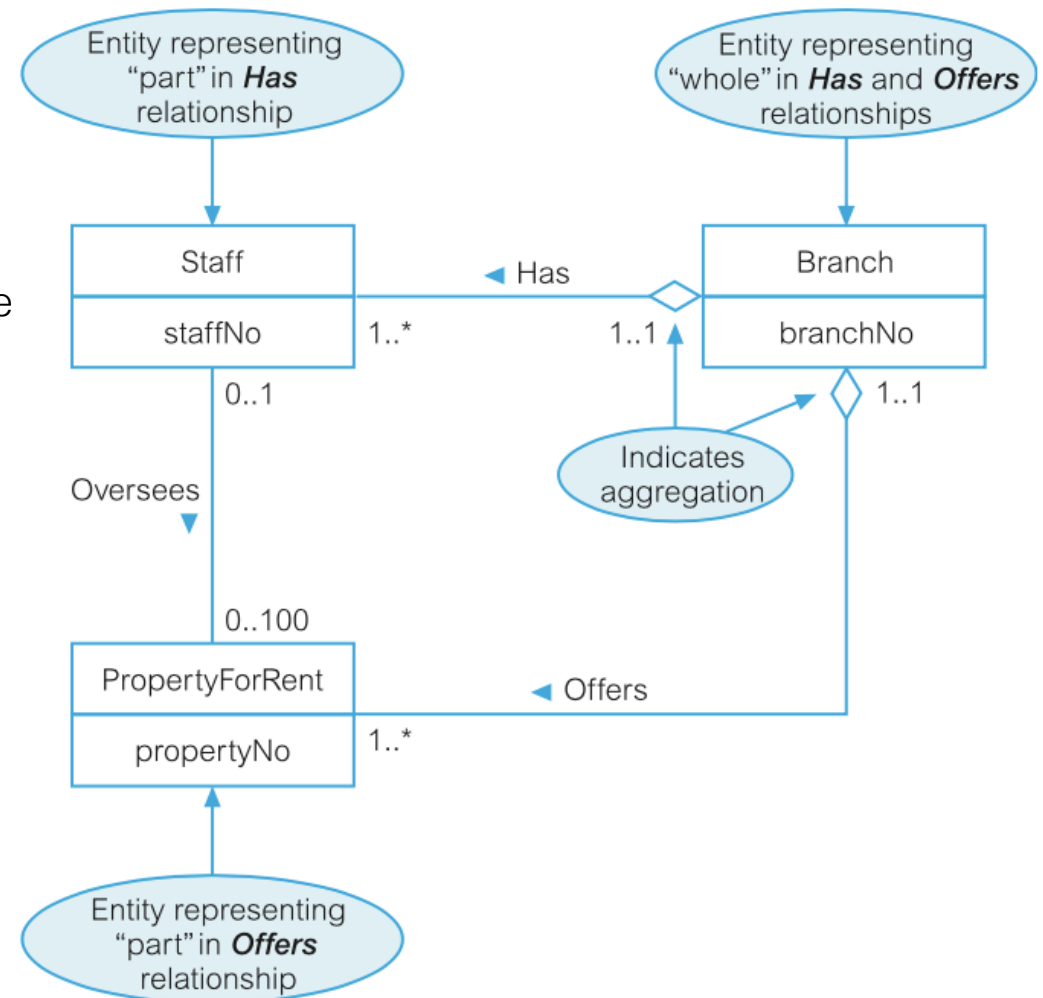 Entity representing
“part” in Has
relationship
Entity representing
“whole” in Has and Offers
relationships
Staff
◄ Has
Branch
e
staffNo
1..*
1..1
branchNo
0..1
1..1
Indicates
aggregation
Oversees
▼
0..100
PropertyForRent
◄ Offers
propertyNo
1..*
Entity representing
“part” in Offers
relationship